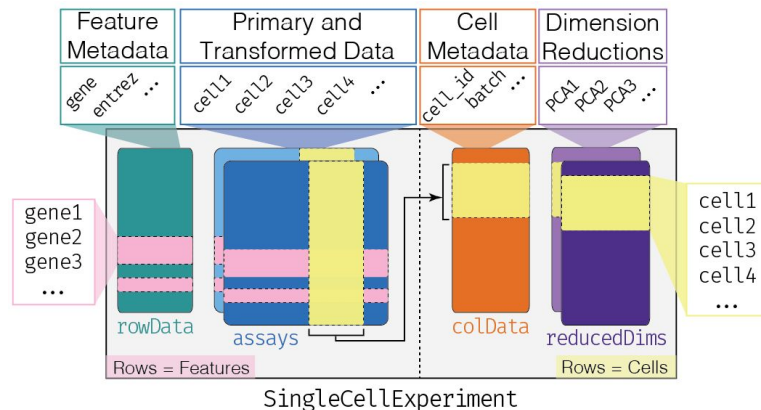 Feature
Metadata
Primary and
Transformed Data
Cell
Metadata
Dimension
Reductions
gene
entrez
...
cell1
cell2
cell3
cell4
...
cell_id
batch
...
PCA1
PCA2
PCA3
...
gene1
gene2
gene3
...
cell1
cell2
cell3
cell4
...
rowData
assays
colData
reducedDims
Rows = Features
Rows = Cells
SingleCellExperiment